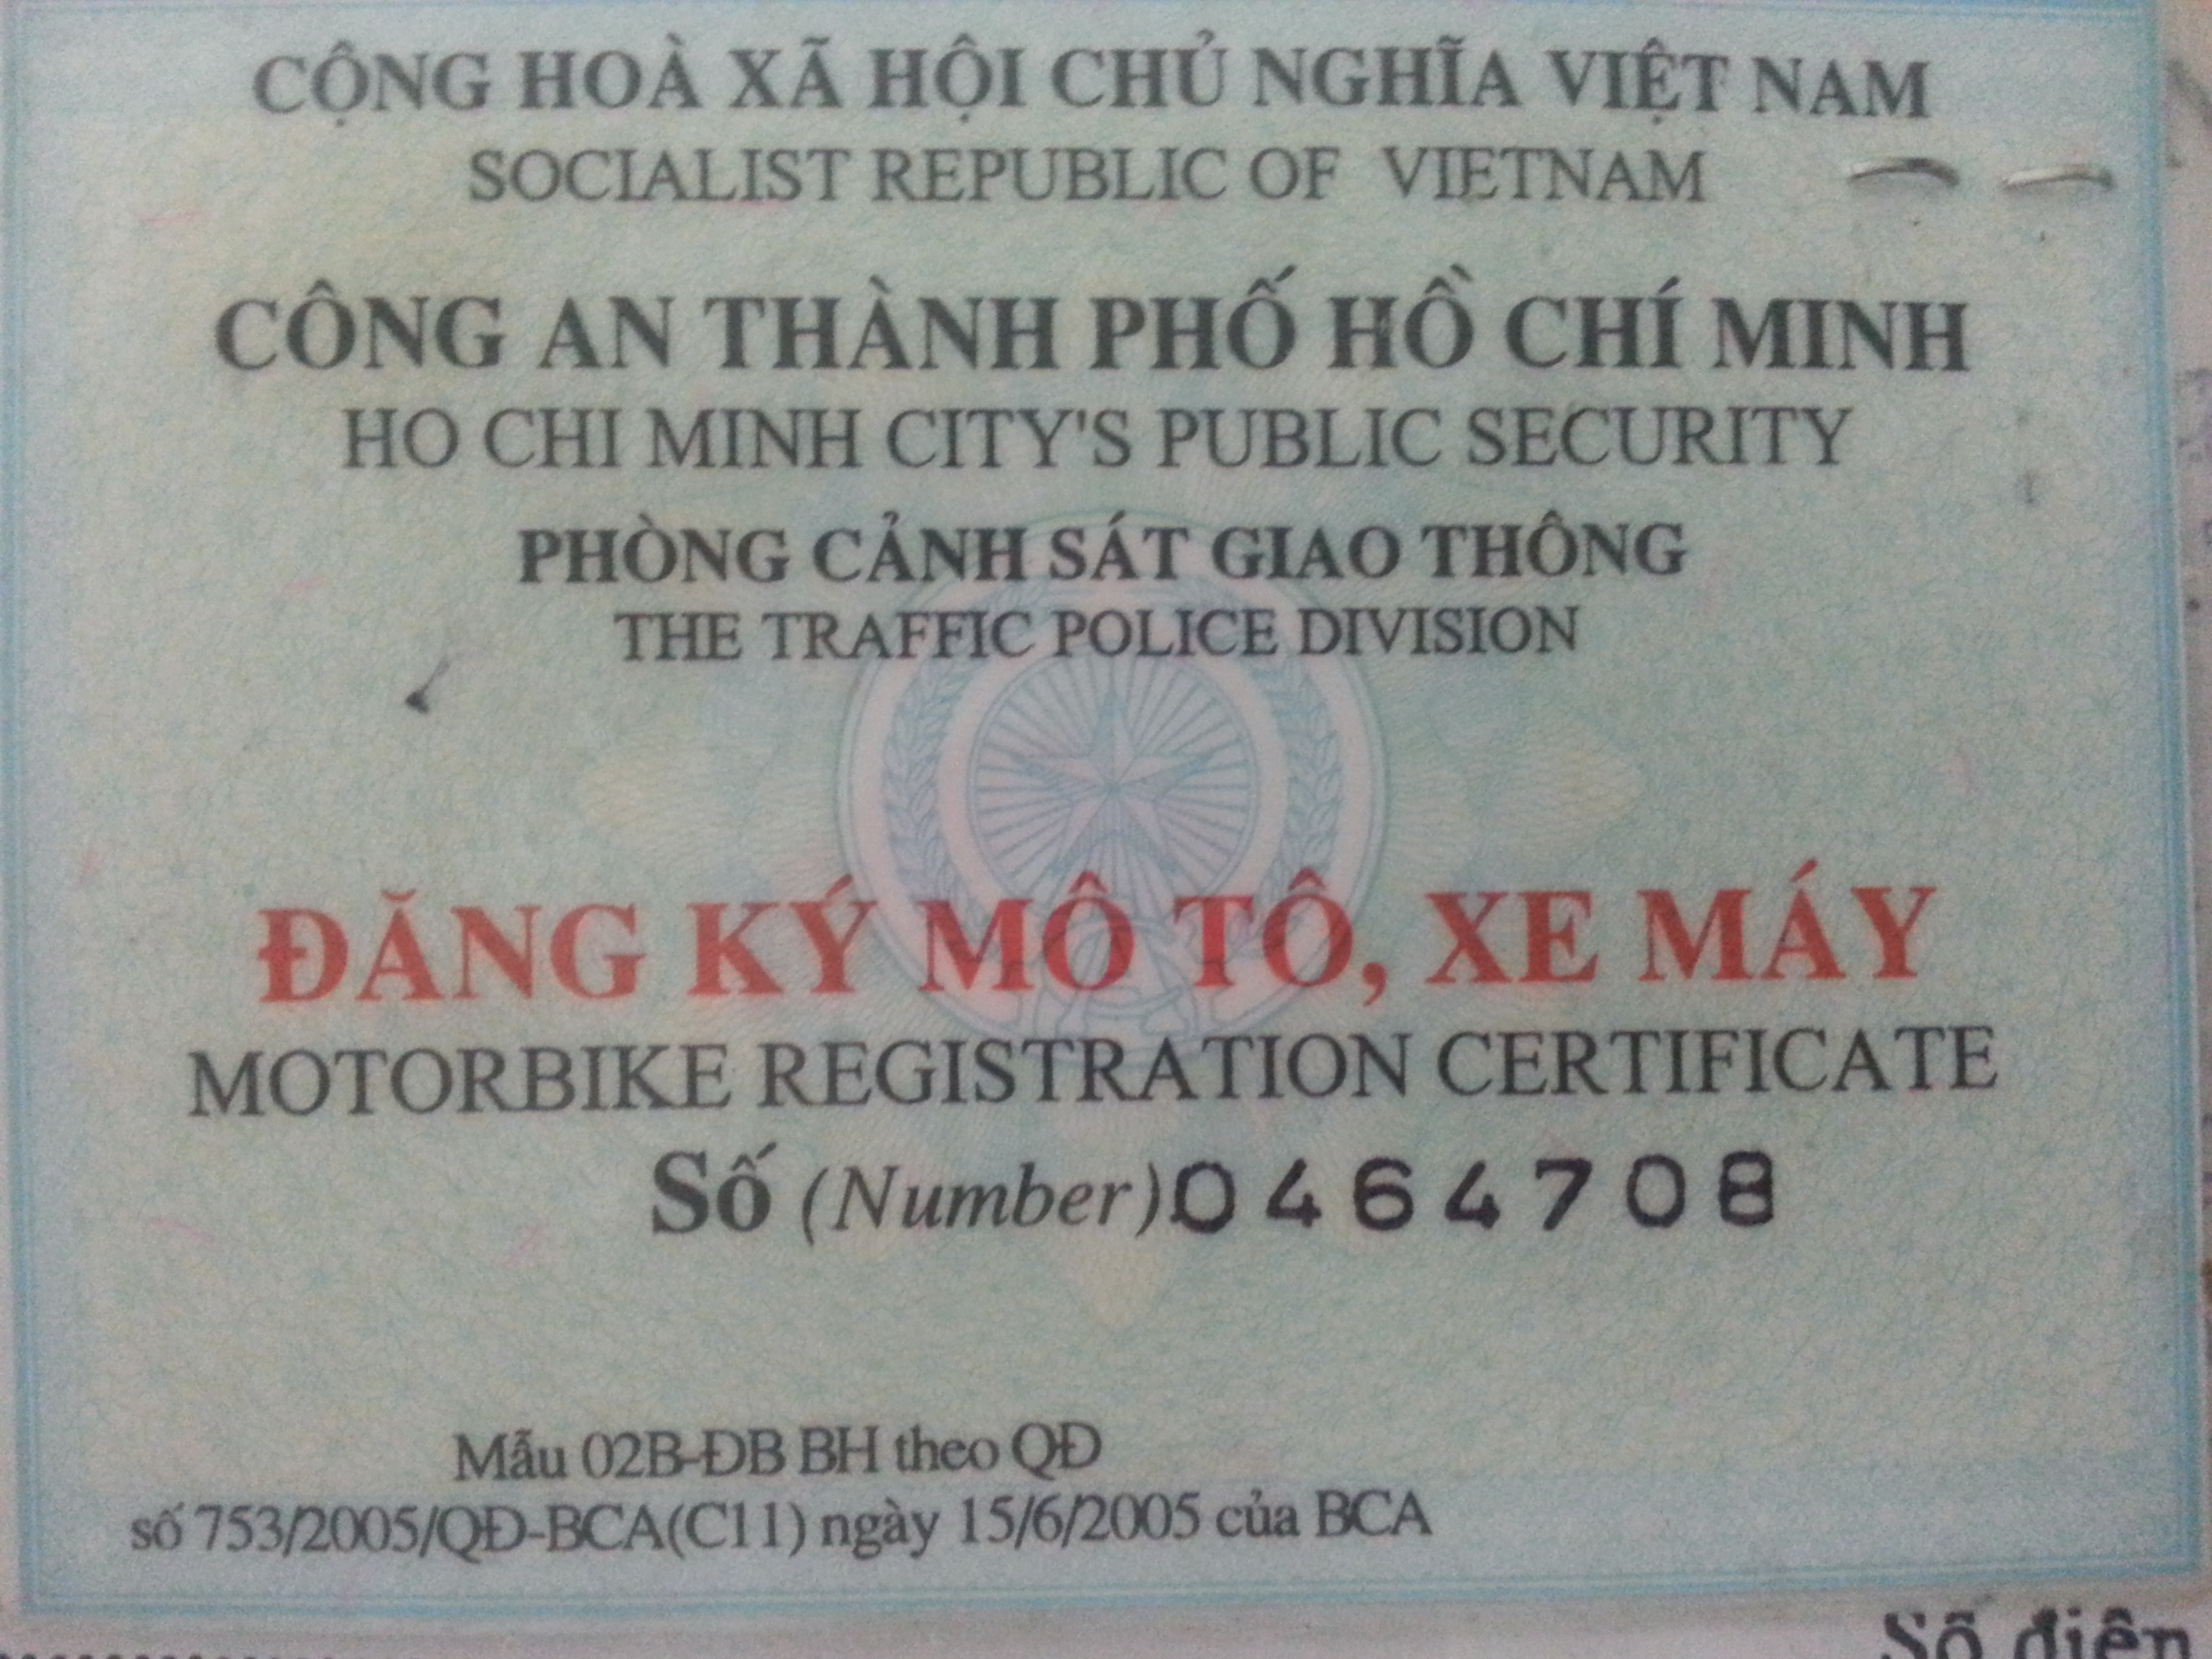 CỘNG HOÀ XÃ HỘI CHỦ NGHĨA VIỆT NAM
SOCIALIST REPUBLIC OF VIETNAM
CÔNG AN THÀNH PHỐ HỒ CHÍ MINH
HO CHI MINH CITY'S PUBLIC SECURITY
PHÒNG CẢNH SÁT GIAO THÔNG
THE TRAFFIC POLICE DIVISION
ĐĂNG KÝ MÔ TÔ, XE MÁY
MOTORBIKE REGISTRATION CERTIFICATE
Số (Number) 0464708
Mẫu 02B-ĐB BH theo QĐ
số 753/2005/QĐ-BCA(C11) ngày 15/6/2005 của BCA
Số điện